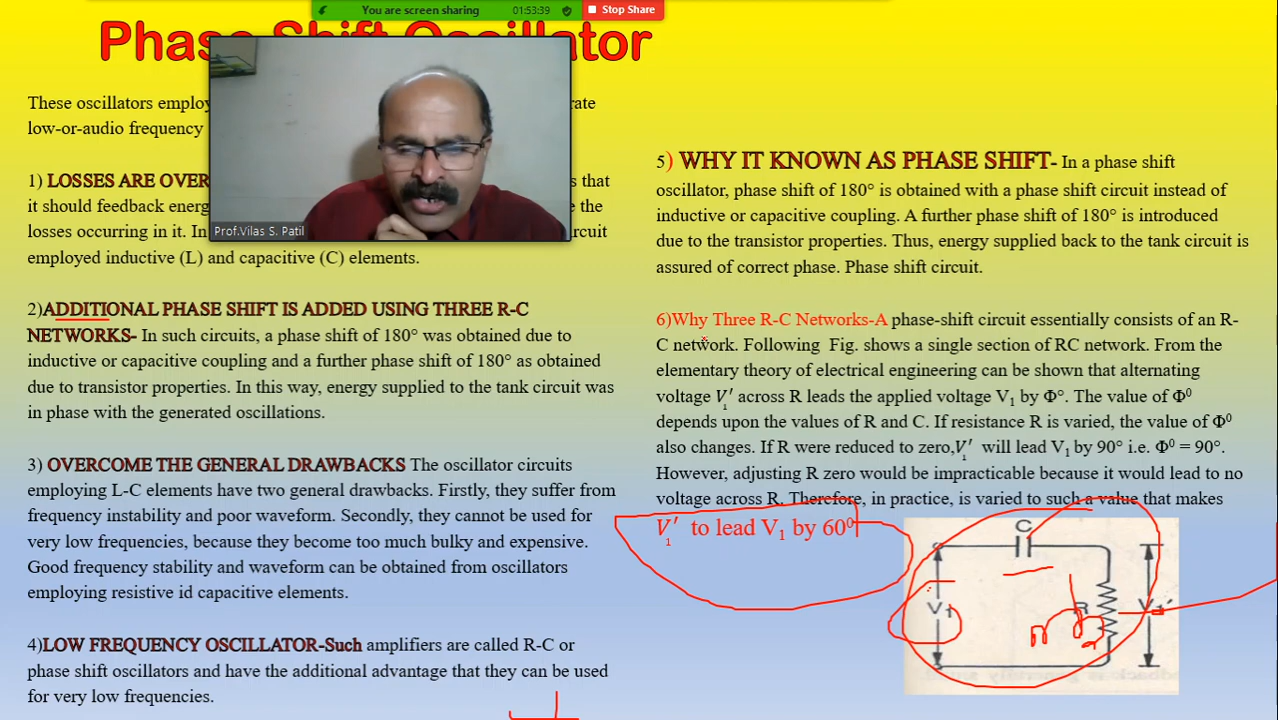 You are screen sharing 01:53:39 Stop Share
Phase Shift Oscillator
Prof.Vilas S. Patil
These oscillators employ
low-or-audio frequency
1) LOSSES ARE OVER that
it should feedback energ the
losses occurring in it. In
employed inductive (L) and capacitive (C) elements.
2)ADDITIONAL PHASE SHIFT IS ADDED USING THREE R-C
NETWORKS- In such circuits, a phase shift of 180° was obtained due to
inductive or capacitive coupling and a further phase shift of 180° as obtained
due to transistor properties. In this way, energy supplied to the tank circuit was
in phase with the generated oscillations.
3) OVERCOME THE GENERAL DRAWBACKS The oscillator circuits
employing L-C elements have two general drawbacks. Firstly, they suffer from
frequency instability and poor waveform. Secondly, they cannot be used for
very low frequencies, because they become too much bulky and expensive.
Good frequency stability and waveform can be obtained from oscillators
employing resistive id capacitive elements.
4)LOW FREQUENCY OSCILLATOR-Such amplifiers are called R-C or
phase shift oscillators and have the additional advantage that they can be used
for very low frequencies.
5) WHY IT KNOWN AS PHASE SHIFT- In a phase shift
oscillator, phase shift of 180° is obtained with a phase shift circuit instead of
inductive or capacitive coupling. A further phase shift of 180° is introduced
due to the transistor properties. Thus, energy supplied back to the tank circuit is
assured of correct phase. Phase shift circuit.
6)Why Three R-C Networks-A phase-shift circuit essentially consists of an R-
C network. Following Fig. shows a single section of RC network. From the
elementary theory of electrical engineering can be shown that alternating
voltage V₁′ across R leads the applied voltage V₁ by Φ°. The value of Φ⁰
depends upon the values of R and C. If resistance R is varied, the value of Φ⁰
also changes. If R were reduced to zero,V₁′ will lead V₁ by 90° i.e. Φ⁰ = 90°.
However, adjusting R zero would be impracticable because it would lead to no
voltage across R. Therefore, in practice, is varied to such a value that makes
V₁′ to lead V₁ by 60⁰
C
V₁ R V₁′